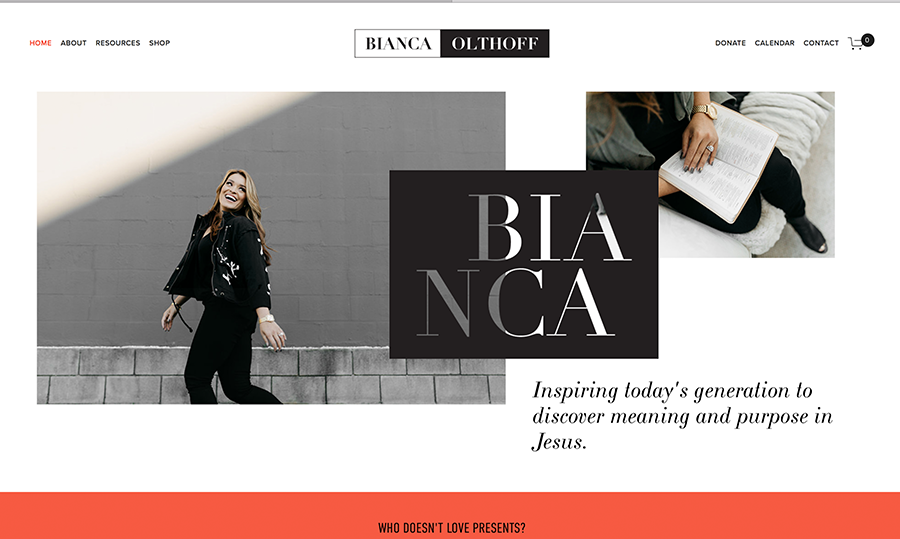 HOME ABOUT RESOURCES SHOP
BIANCA OLTHOFF
DONATE CALENDAR CONTACT 0
BIA
NCA
Inspiring today's generation to
discover meaning and purpose in
Jesus.
WHO DOESN'T LOVE PRESENTS?